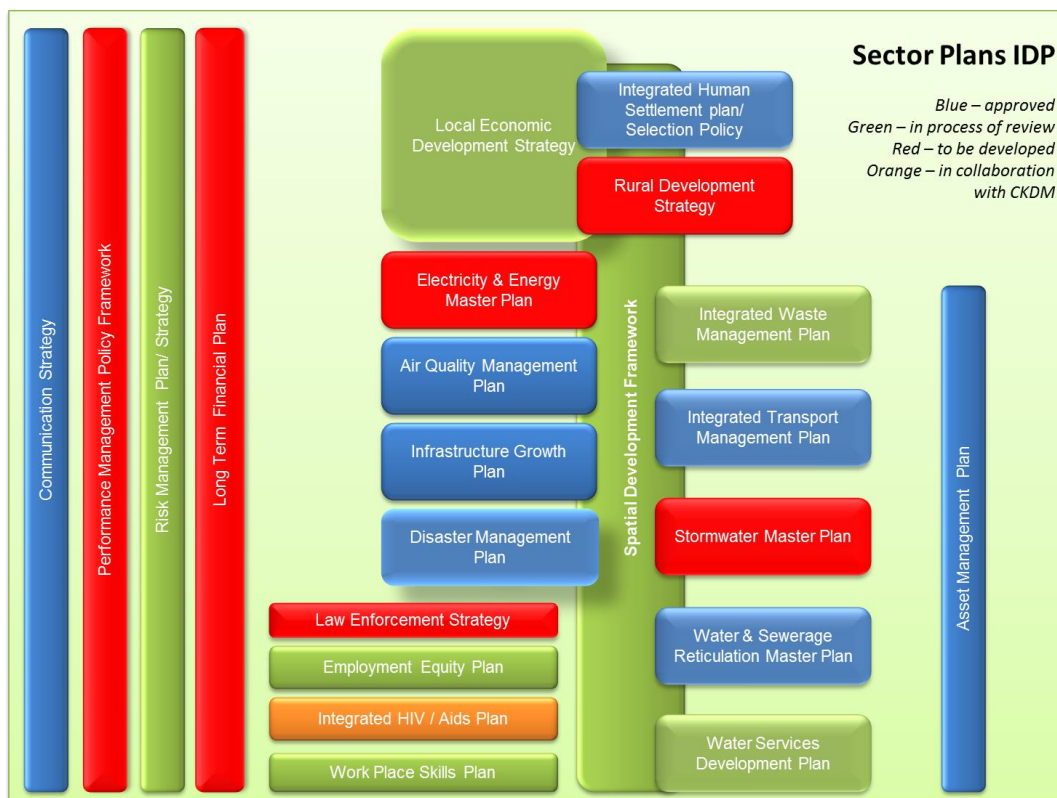 Sector Plans IDP
Blue – approved
Green – in process of review
Red – to be developed
Orange – in collaboration
with CKDM
Communication Strategy
Performance Management Policy Framework
Risk Management Plan/ Strategy
Long Term Financial Plan
Local Economic
Development Strategy
Integrated Human
Settlement plan/
Selection Policy
Rural Development
Strategy
Electricity & Energy
Master Plan
Air Quality Management
Plan
Infrastructure Growth
Plan
Disaster Management
Plan
Law Enforcement Strategy
Employment Equity Plan
Integrated HIV / Aids Plan
Work Place Skills Plan
Spatial Development Framework
Integrated Waste
Management Plan
Integrated Transport
Management Plan
Stormwater Master Plan
Water & Sewerage
Reticulation Master Plan
Water Services
Development Plan
Asset Management Plan